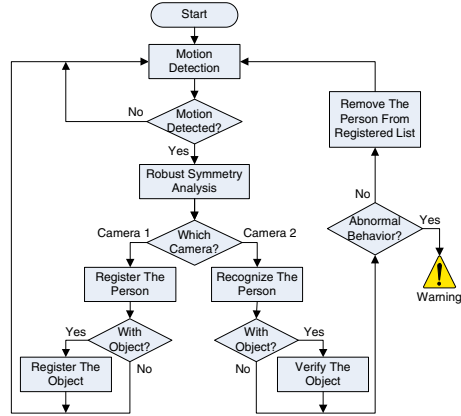 Start
Motion
Detection
No
Motion
Detected?
Yes
Remove The
Person From
Registered List
Robust Symmetry
Analysis
No
Camera 1
Which
Camera?
Camera 2
Abnormal
Behavior?
Yes
Warning
Register The
Person
Recognize The
Person
Yes
With
Object?
No
With
Object?
Yes
No
Register The
Object
Verify The
Object